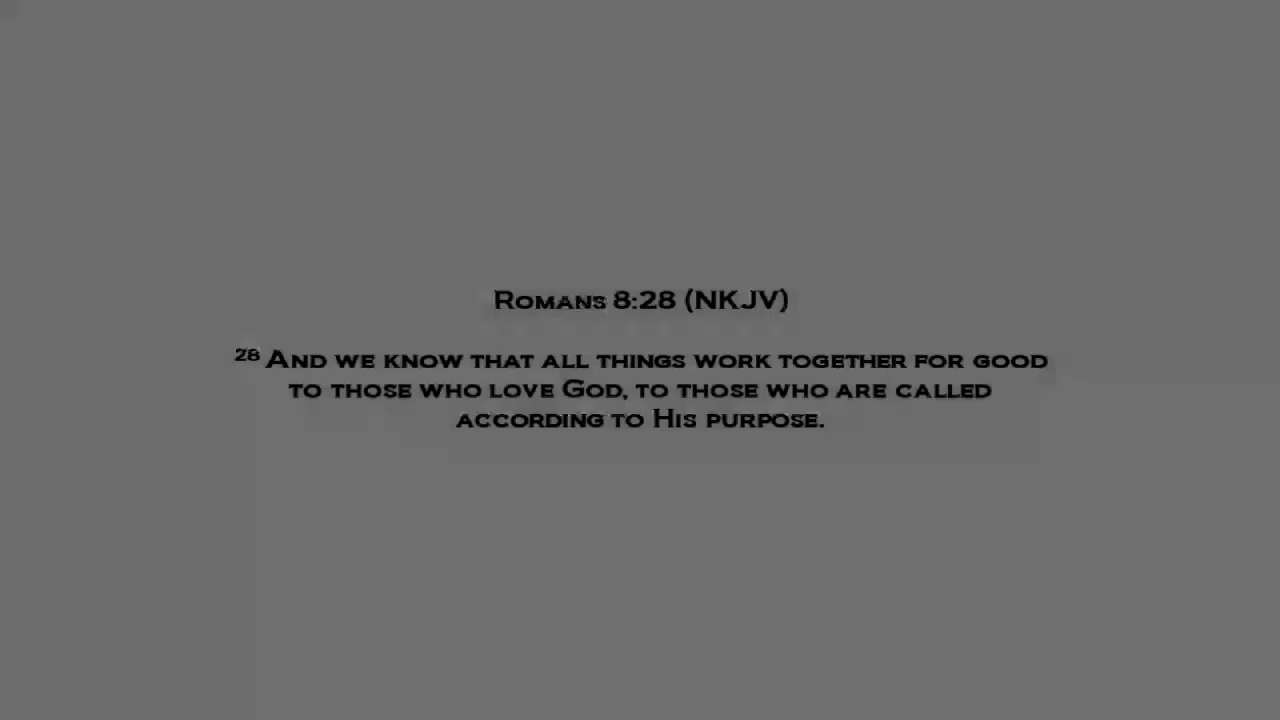 Romans 8:28 (NKJV)
28 And we know that all things work together for good
to those who love God, to those who are called
according to His purpose.